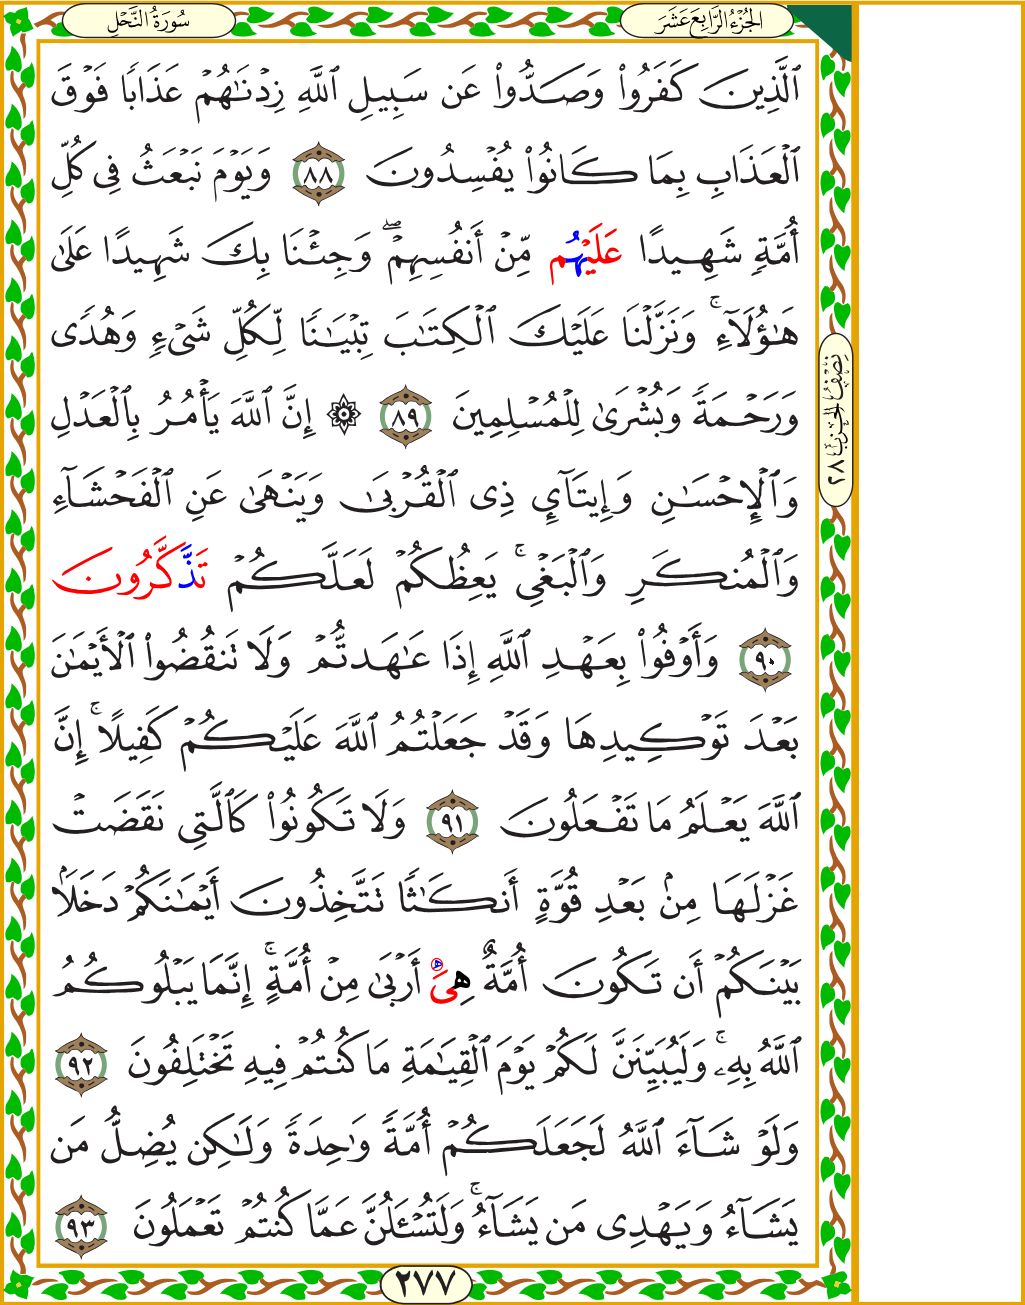 سُورَةُ النَّحْلِ
الجُزْءُ الرَّابِعَ عَشَرَ
ٱلَّذِينَ كَفَرُواْ وَصَدُّواْ عَن سَبِيلِ ٱللَّهِ زِدْنَٰهُمْ عَذَابًا فَوْقَ
ٱلْعَذَابِ بِمَا كَانُواْ يُفْسِدُونَ ٨٨ وَيَوْمَ نَبْعَثُ فِى كُلِّ
أُمَّةٍ شَهِيدًا عَلَيْهُم مِّنْ أَنفُسِهِمْۖ وَجِئْنَا بِكَ شَهِيدًا عَلَىٰ
هَٰٓؤُلَآءِۚ وَنَزَّلْنَا عَلَيْكَ ٱلْكِتَٰبَ تِبْيَٰنًا لِّكُلِّ شَىْءٍ وَهُدًى
وَرَحْمَةً وَبُشْرَىٰ لِلْمُسْلِمِينَ ٨٩ ۞ إِنَّ ٱللَّهَ يَأْمُرُ بِٱلْعَدْلِ
وَٱلْإِحْسَٰنِ وَإِيتَآئِ ذِى ٱلْقُرْبَىٰ وَيَنْهَىٰ عَنِ ٱلْفَحْشَآءِ
وَٱلْمُنكَرِ وَٱلْبَغْىِۚ يَعِظُكُمْ لَعَلَّكُمْ تَذَّكَّرُونَ
٩٠ وَأَوْفُواْ بِعَهْدِ ٱللَّهِ إِذَا عَٰهَدتُّمْ وَلَا تَنقُضُواْ ٱلْأَيْمَٰنَ
بَعْدَ تَوْكِيدِهَا وَقَدْ جَعَلْتُمُ ٱللَّهَ عَلَيْكُمْ كَفِيلًاۚ إِنَّ
ٱللَّهَ يَعْلَمُ مَا تَفْعَلُونَ ٩١ وَلَا تَكُونُواْ كَٱلَّتِى نَقَضَتْ
غَزْلَهَا مِنۢ بَعْدِ قُوَّةٍ أَنكَٰثًا تَتَّخِذُونَ أَيْمَٰنَكُمْ دَخَلًۢا
بَيْنَكُمْ أَن تَكُونَ أُمَّةٌ هِىَ أَرْبَىٰ مِنْ أُمَّةٍۚ إِنَّمَا يَبْلُوكُمُ
ٱللَّهُ بِهِۦۚ وَلَيُبَيِّنَنَّ لَكُمْ يَوْمَ ٱلْقِيَٰمَةِ مَا كُنتُمْ فِيهِ تَخْتَلِفُونَ ٩٢
وَلَوْ شَآءَ ٱللَّهُ لَجَعَلَكُمْ أُمَّةً وَٰحِدَةً وَلَٰكِن يُضِلُّ مَن
يَشَآءُ وَيَهْدِى مَن يَشَآءُۚ وَلَتُسْـَٔلُنَّ عَمَّا كُنتُمْ تَعْمَلُونَ ٩٣
نِصْفُ الحِزْبِ ٢٨
٢٧٧